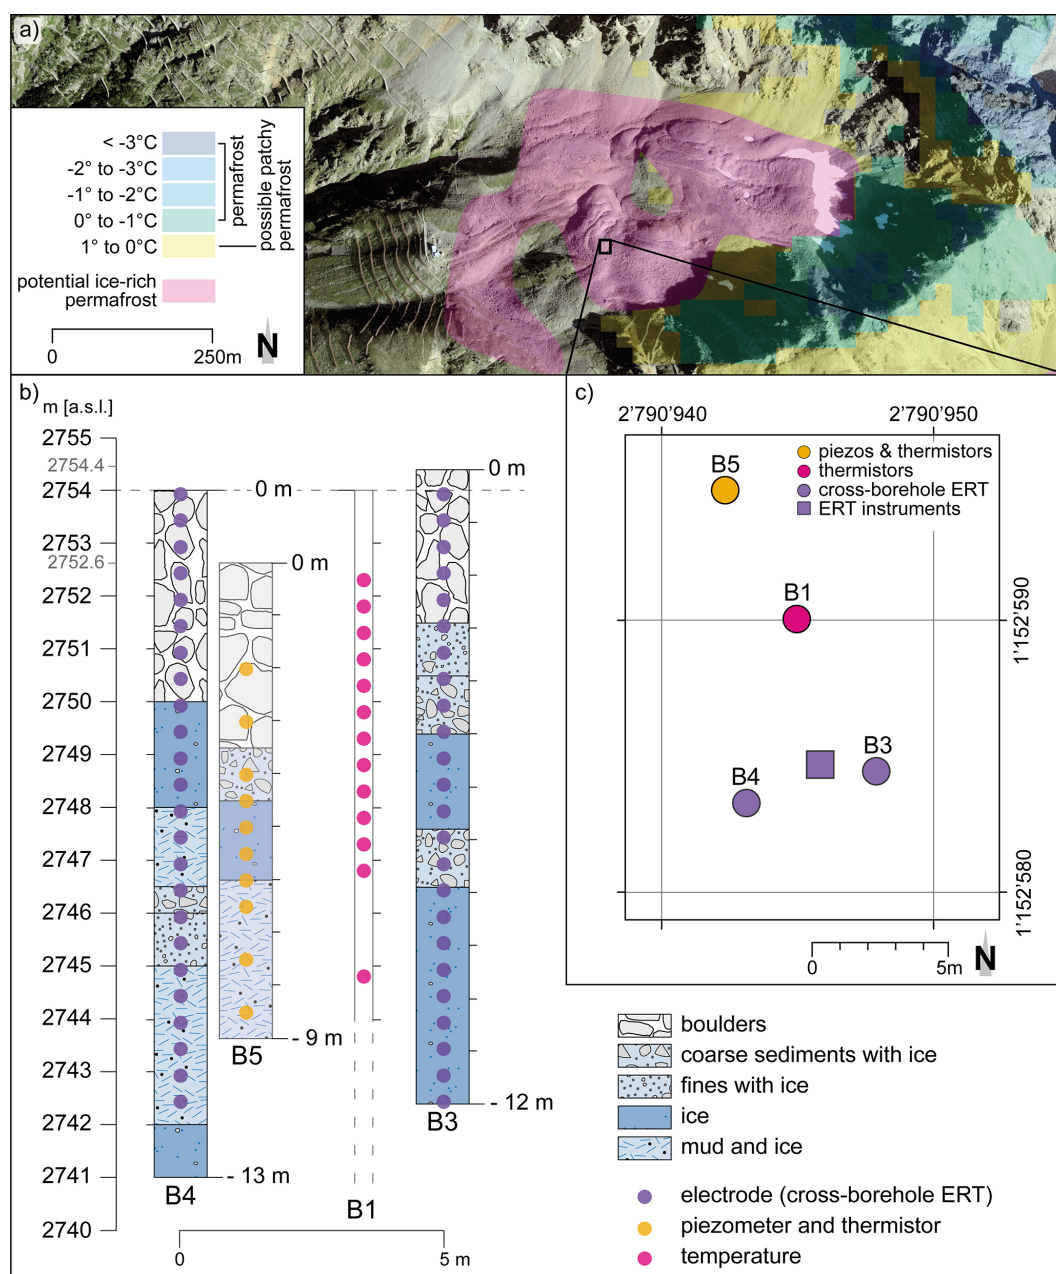 a)
< -3°C
-2° to -3°C
-1° to -2°C
0° to -1°C
1° to 0°C
permafrost
possible patchy
permafrost
potential ice-rich
permafrost
0
250m
N
b)
m [a.s.l.]
2755
2754.4
2754
2753
2752.6
2752
2751
2750
2749
2748
2747
2746
2745
2744
2743
2742
2741
2740
0 m
0 m
0 m
- 9 m
- 12 m
- 13 m
B4
B5
B1
B3
0
5 m
c)
2’790’940
2’790’950
piezos & thermistors
thermistors
cross-borehole ERT
ERT instruments
B5
B1
B3
B4
1’152’590
1’152’580
0
5m
N
boulders
coarse sediments with ice
fines with ice
ice
mud and ice
electrode (cross-borehole ERT)
piezometer and thermistor
temperature